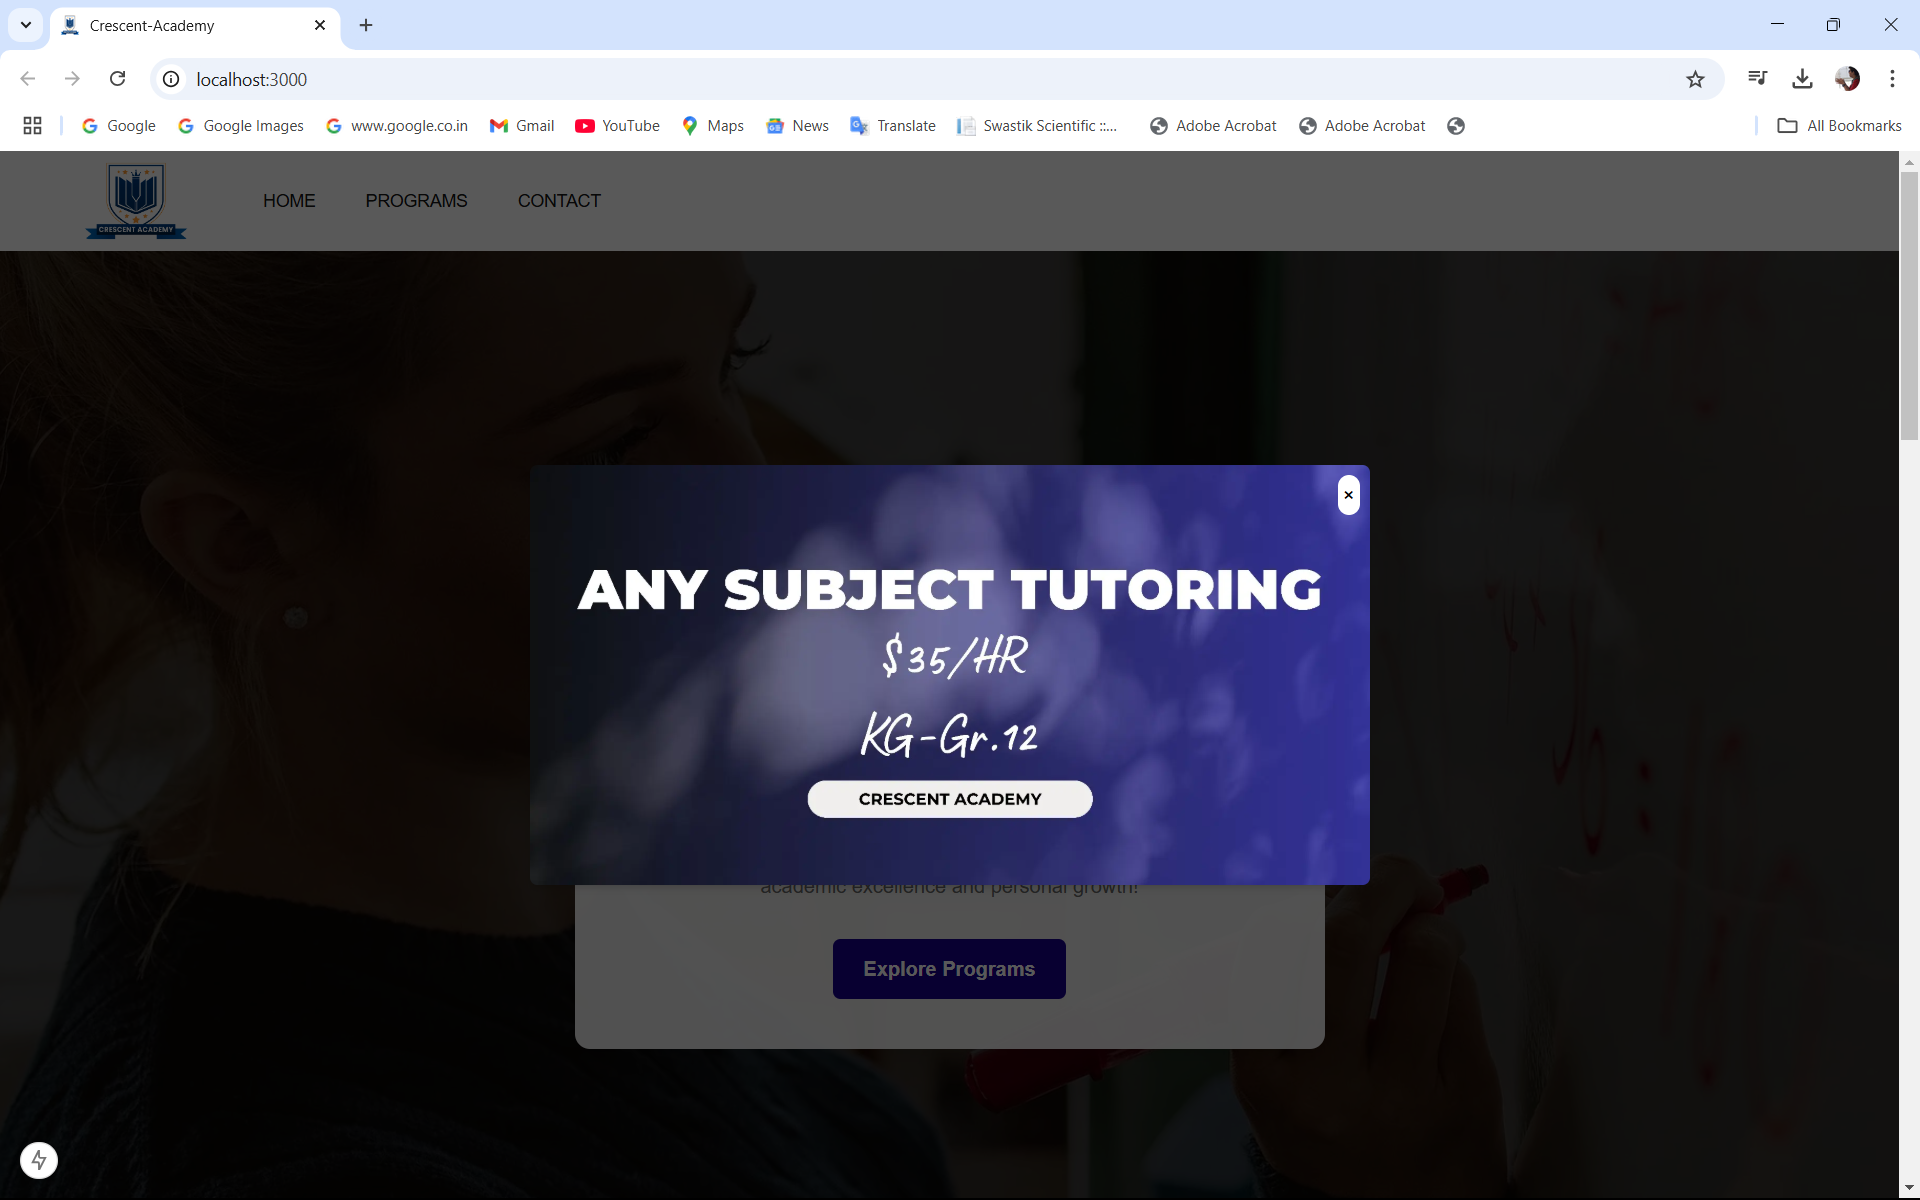 Crescent-Academy
localhost:3000
Google
Google Images
www.google.co.in
Gmail
YouTube
Maps
News
Translate
Swastik Scientific ::...
Adobe Acrobat
Adobe Acrobat
All Bookmarks
CRESCENT ACADEMY
HOME
PROGRAMS
CONTACT
ANY SUBJECT TUTORING
$35/HR
KG-Gr.12
CRESCENT ACADEMY
academic excellence and personal growth!
Explore Programs